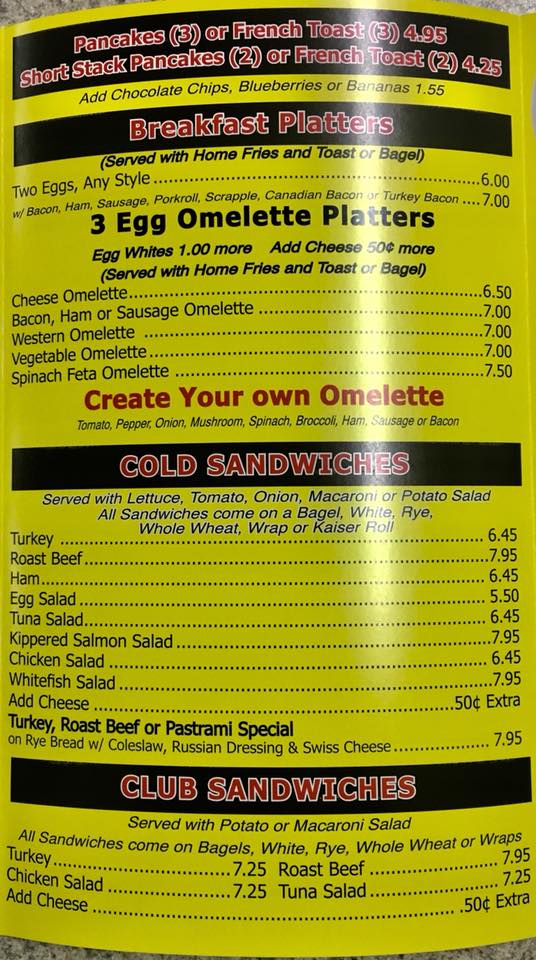 Pancakes (3) or French Toast (3) 4.95
Short Stack Pancakes (2) or French Toast (2) 4.25
Add Chocolate Chips, Blueberries or Bananas 1.55
Breakfast Platters
(Served with Home Fries and Toast or Bagel)
Two Eggs, Any Style ........ 6.00
w/ Bacon, Ham, Sausage, Porkroll, Scrapple, Canadian Bacon or Turkey Bacon .... 7.00
3 Egg Omelette Platters
Egg Whites 1.00 more Add Cheese 50¢ more
(Served with Home Fries and Toast or Bagel)
Cheese Omelette........ 6.50
Bacon, Ham or Sausage Omelette ........ 7.00
Western Omelette ........ 7.00
Vegetable Omelette........ 7.00
Spinach Feta Omelette ........ 7.50
Create Your own Omelette
Tomato, Pepper, Onion, Mushroom, Spinach, Broccoli, Ham, Sausage or Bacon
COLD SANDWICHES
Served with Lettuce, Tomato, Onion, Macaroni or Potato Salad
All Sandwiches come on a Bagel, White, Rye,
Whole Wheat, Wrap or Kaiser Roll
Turkey ........ 6.45
Roast Beef........ 7.95
Ham........ 6.45
Egg Salad ........ 5.50
Tuna Salad........ 6.45
Kippered Salmon Salad........ 7.95
Chicken Salad ........ 6.45
Whitefish Salad ........ 7.95
Add Cheese ........ .50¢ Extra
Turkey, Roast Beef or Pastrami Special
on Rye Bread w/ Coleslaw, Russian Dressing & Swiss Cheese........ 7.95
CLUB SANDWICHES
Served with Potato or Macaroni Salad
All Sandwiches come on Bagels, White, Rye, Whole Wheat or Wraps
Turkey........ 7.25 Roast Beef ........ 7.95
Chicken Salad ........ 7.25 Tuna Salad........ 7.25
Add Cheese ........ .50¢ Extra